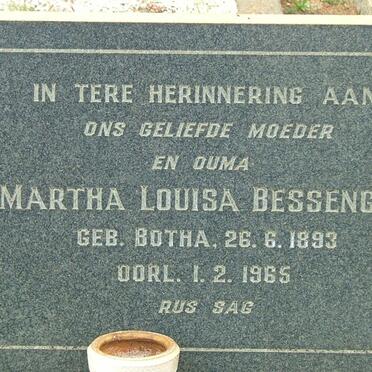 IN TERE HERINNERING AAN
ONS GELIEFDE MOEDER
EN OUMA
MARTHA LOUISA BESSENG
GEB. BOTHA, 26. 6. 1893
OORL. 1. 2. 1965
RUS SAG